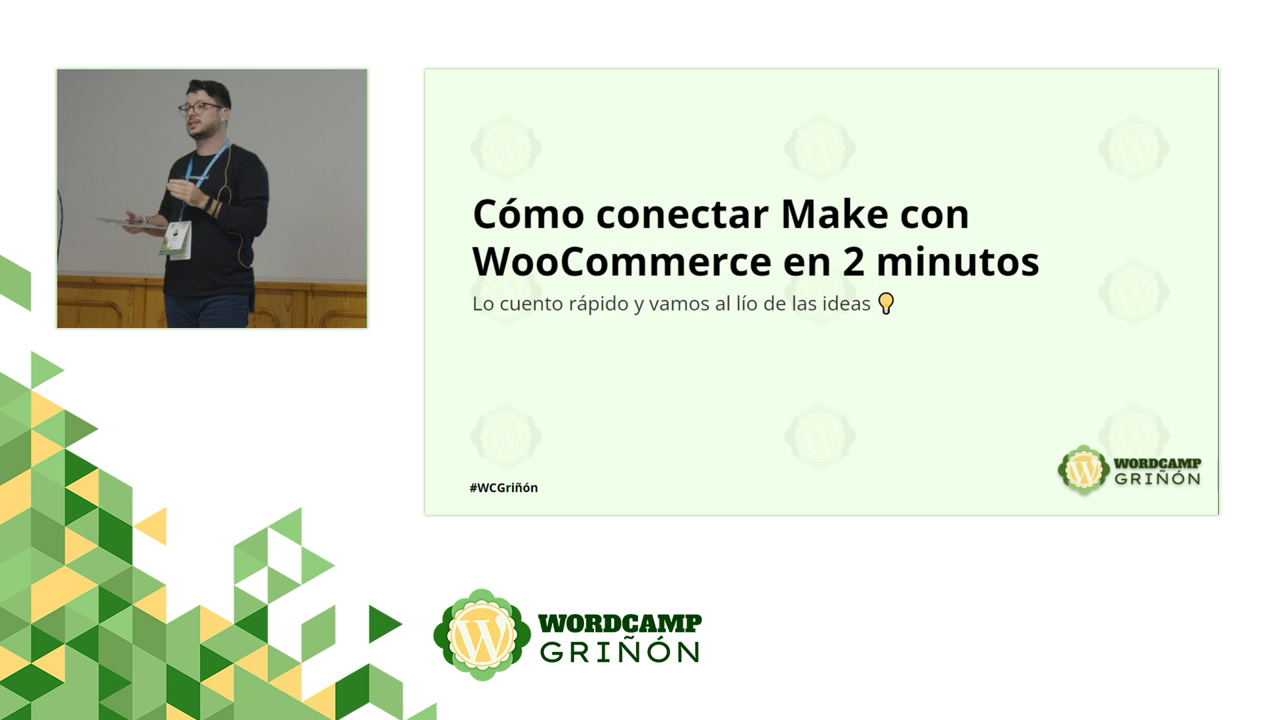 Cómo conectar Make con
WooCommerce en 2 minutos
Lo cuento rápido y vamos al lío de las ideas 💡
#WCGriñón
WORDCAMP
GRIÑÓN
WORDCAMP
GRIÑÓN